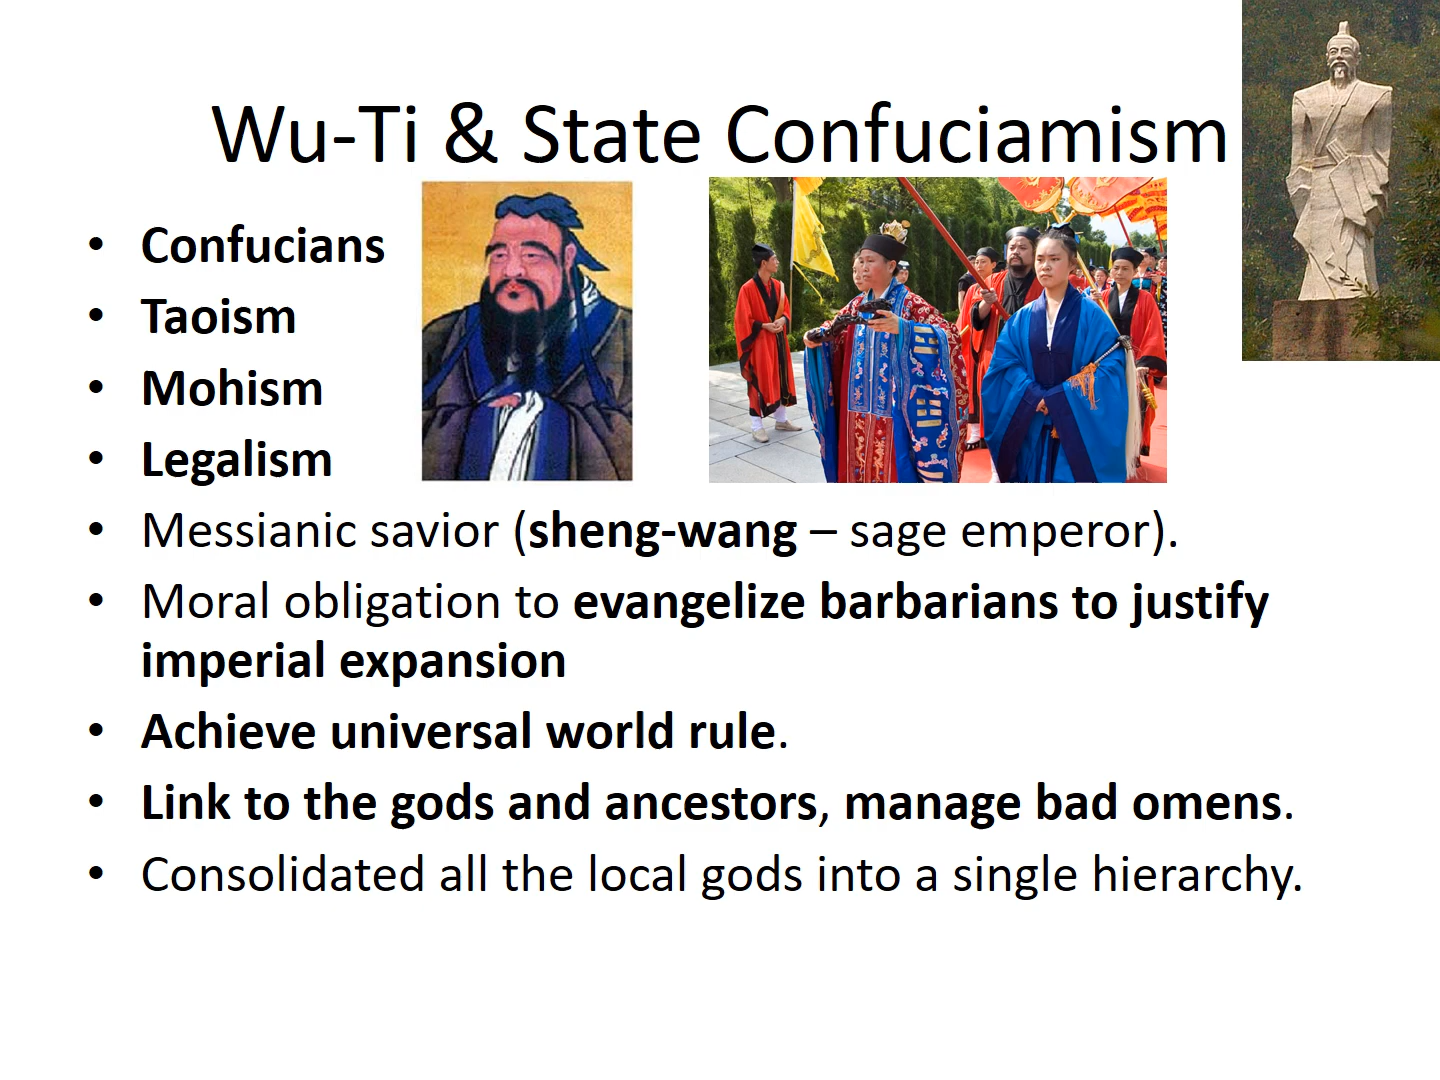 Wu-Ti & State Confuciamism
• Confucians
• Taoism
• Mohism
• Legalism
• Messianic savior (sheng-wang – sage emperor).
• Moral obligation to evangelize barbarians to justify
imperial expansion
• Achieve universal world rule.
• Link to the gods and ancestors, manage bad omens.
• Consolidated all the local gods into a single hierarchy.